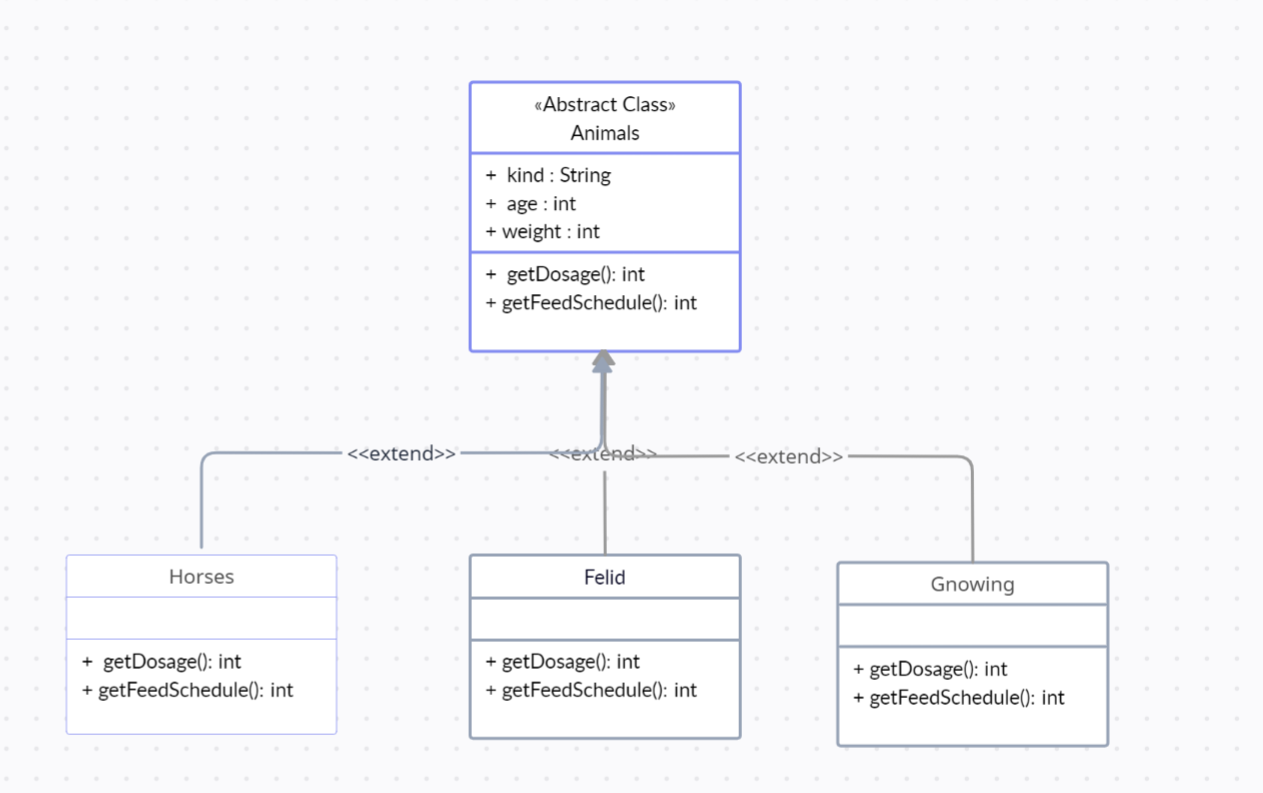 «Abstract Class»
Animals
+ kind : String
+ age : int
+ weight : int
+ getDosage(): int
+ getFeedSchedule(): int
<<extend>>
<<extend>>
<<extend>>
Horses
+ getDosage(): int
+ getFeedSchedule(): int
Felid
+ getDosage(): int
+ getFeedSchedule(): int
Gnowing
+ getDosage(): int
+ getFeedSchedule(): int